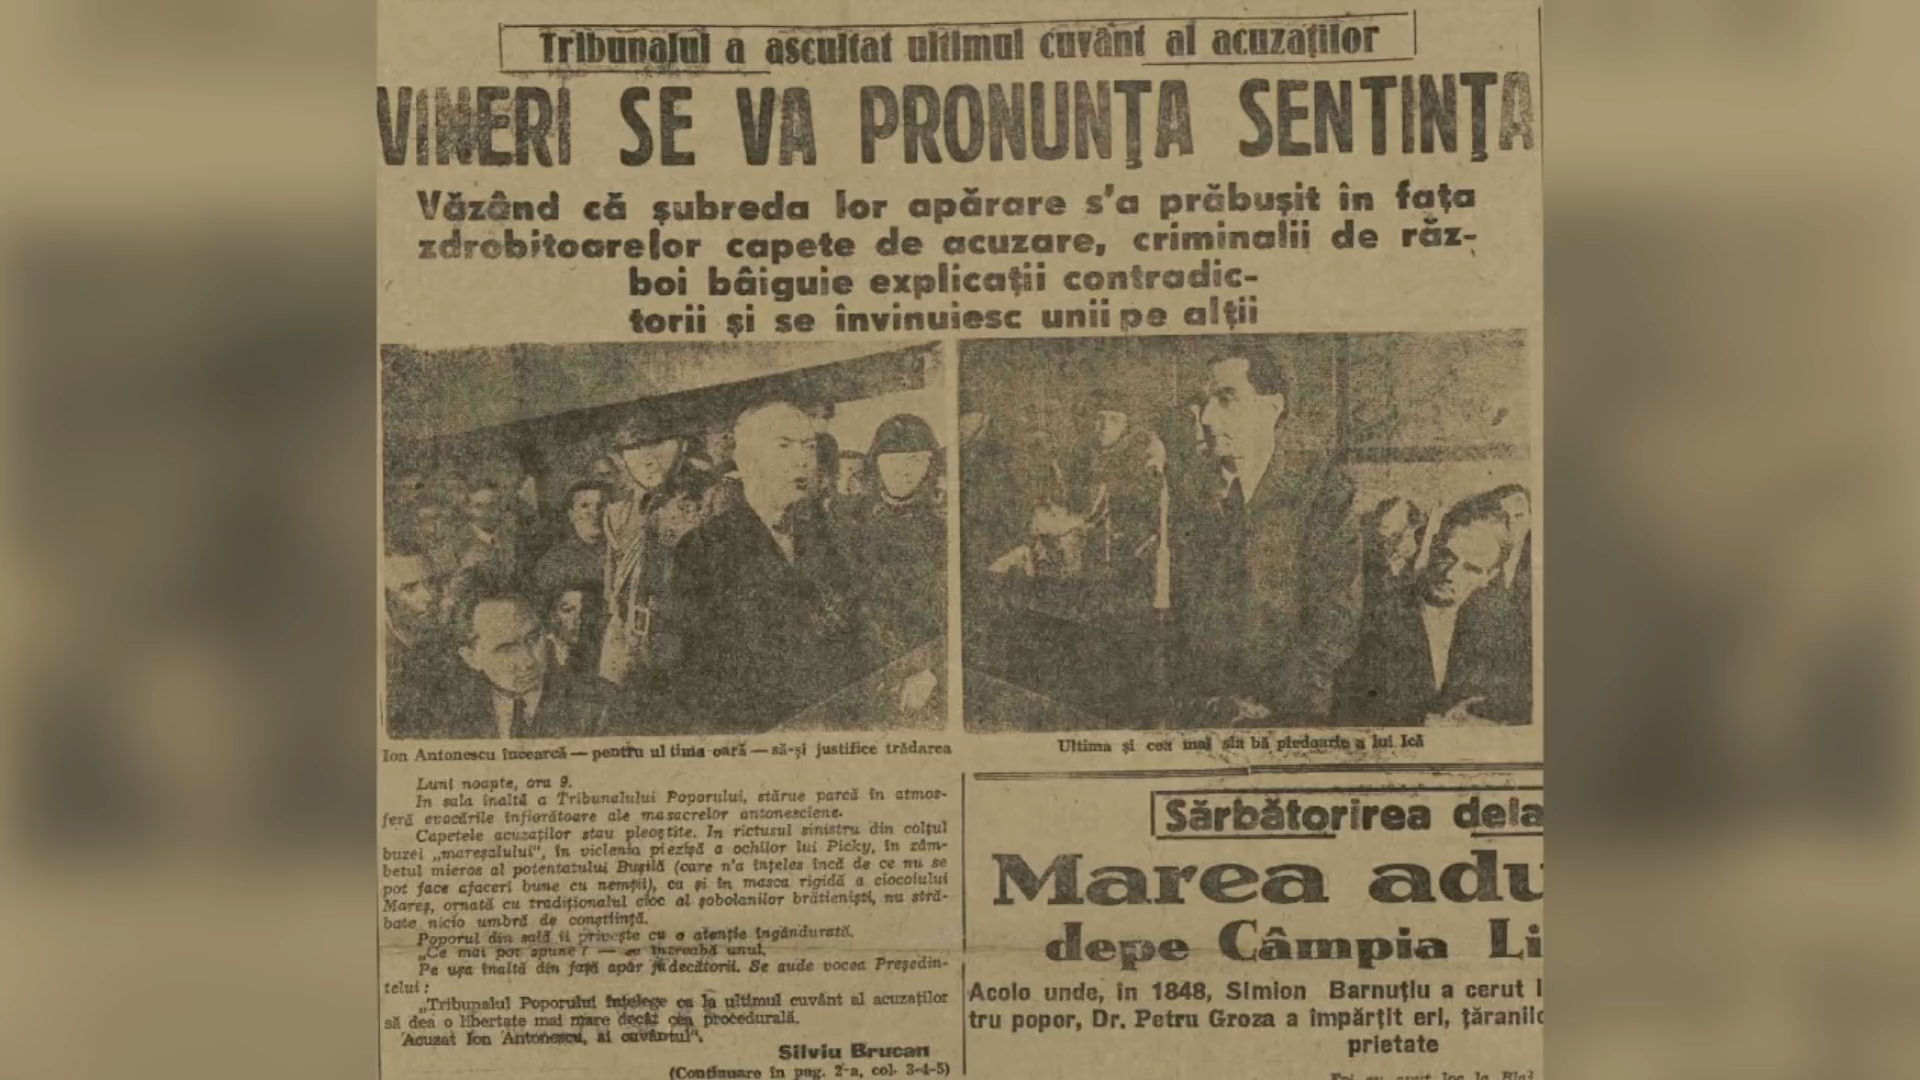 Tribunalul a ascultat ultimul cuvânt al acuzaților
VINERI SE VA PRONUNȚA SENTINȚA
Văzând că șubreda lor apărare s'a prăbușit în fața
zdrobitoarelor capete de acuzare, criminalii de răz-
boi bâiguie explicații contradic-
torii și se învinuiesc unii pe alții
Ion Antonescu încearcă — pentru ultima oară — să-și justifice trădarea
Ultima și cea mai slabă pledoarie a lui Ică
Luni noapte, ora 9.
In sala înaltă a Tribunalului Poporului, stărue parcă în atmos-
feră evocările înfiorătoare ale masacrelor antonesciene.
Capetele acuzaților stau pleoștite. In rictusul sinistru din colțul
buzei „mareșalului", în viclenia piezișă a ochilor lui Picky, în zâm-
betul mieros al potentatului Bușilă (care n'a înțeles încă de ce nu se
pot face afaceri bune cu nemții), ca și în masca rigidă a ciocoiului
Mareș, ornată cu tradiționalul cioc al șobolanilor brătieniști, nu stră-
bate nicio umbră de conștiință.
Poporul din sală îi privește cu o atenție îngândurată.
„Ce mai pot spune? — se întreabă unul.
Pe ușa înaltă din față apar judecătorii. Se aude vocea Președin-
telui:
„Tribunalul Poporului înțelege ca la ultimul cuvânt al acuzaților
să dea o libertate mai mare decât cea procedurală.
Acuzat Ion Antonescu, ai cuvântul".
Silviu Brucan
(Continuare în pag. 2-a, col. 3-4-5)
Sărbătorirea dela
Marea adu
depe Câmpia Li
Acolo unde, în 1848, Simion Barnuțiu a cerut
tru popor, Dr. Petru Groza a împărțit eri, țăranilo
prietate